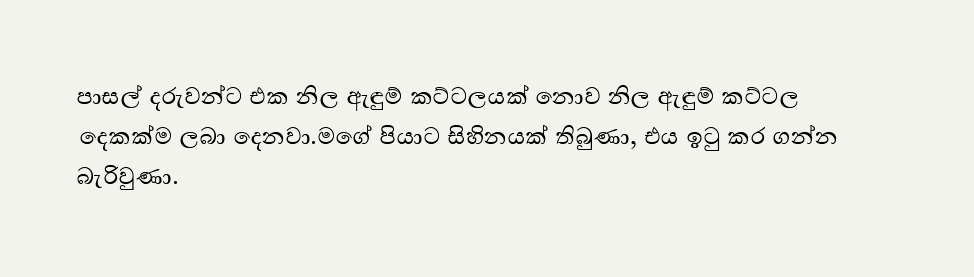 පාසල් දරුවන්ට එක නිල ඇඳුම් කට්ටලයක් නොව නිල ඇඳුම් කට්ටල
දෙකක්ම ලබා දෙනවා.මගේ පියාට සිහිනයක් තිබුණා, එය ඉටු කර ගන්න
බැරිවුණා.